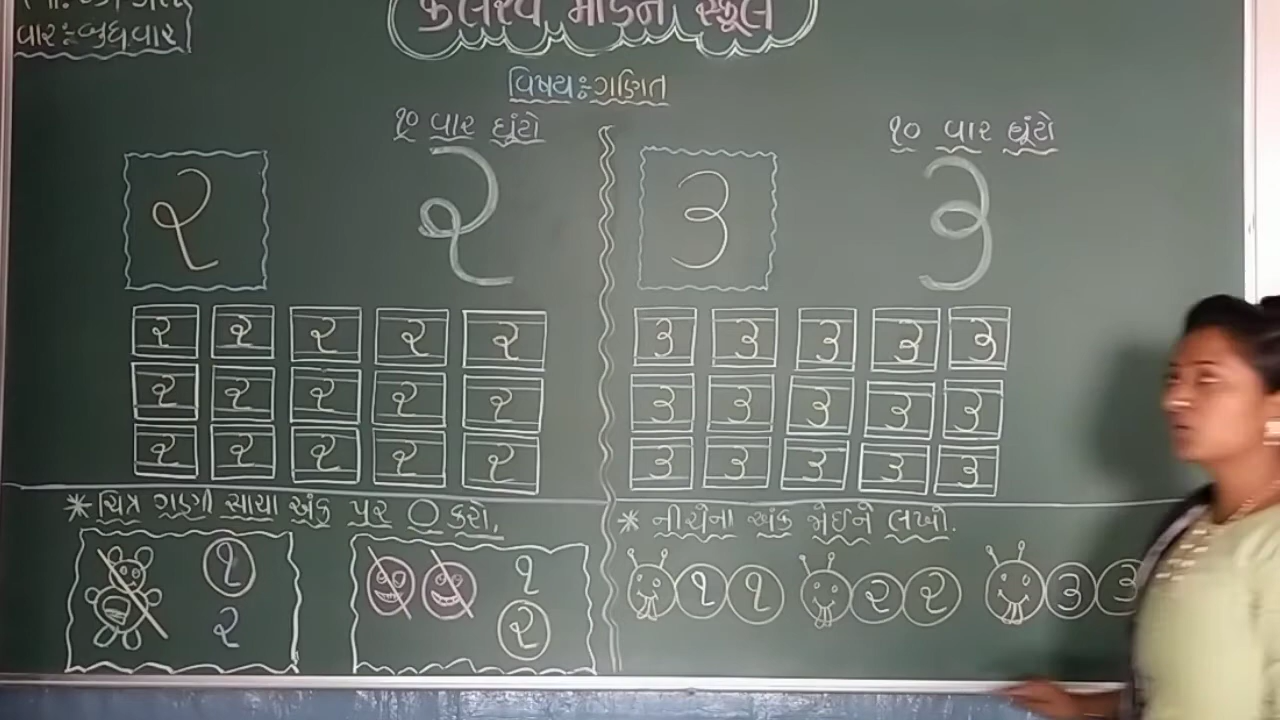 વાર:-બુધવાર
કલરવ મોર્ડન સ્કૂલ
વિષય:-ગણિત
૧૦ વાર ઘૂંટો
૧૦ વાર ઘૂંટો
૨ ૨
૩ ૩
૨ ૨ ૨ ૨ ૨
૨ ૨ ૨ ૨ ૨
૨ ૨ ૨ ૨ ૨
૩ ૩ ૩ ૩ ૩
૩ ૩ ૩ ૩ ૩
૩ ૩ ૩ ૩ ૩
* ચિત્ર ગણી સાચા અંક પર ○ કરો.
૧
૨
૧
૨
* નીચેના અંક જોઈને લખો.
૧ ૧ ૨ ૨ ૩ ૩